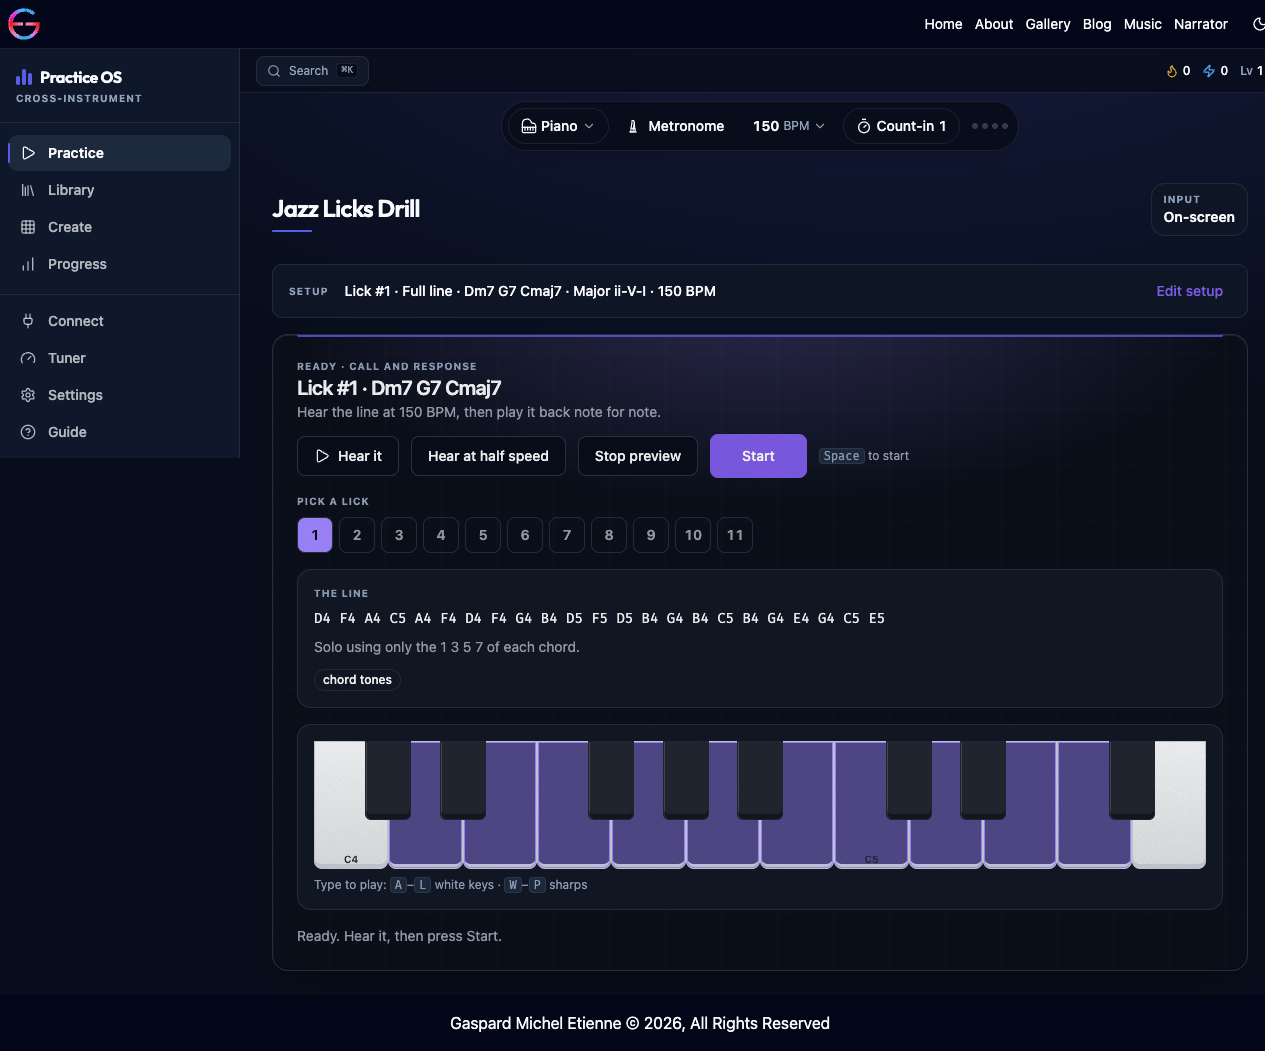 Home About Gallery Blog Music Narrator
Practice OS
CROSS-INSTRUMENT
Search ⌘K
0 0 Lv 1
Piano Metronome 150 BPM Count-in 1
Practice
Library
Create
Progress
Connect
Tuner
Settings
Guide
Jazz Licks Drill
INPUT
On-screen
SETUP Lick #1 · Full line · Dm7 G7 Cmaj7 · Major ii-V-I · 150 BPM Edit setup
READY · CALL AND RESPONSE
Lick #1 · Dm7 G7 Cmaj7
Hear the line at 150 BPM, then play it back note for note.
Hear it Hear at half speed Stop preview Start Space to start
PICK A LICK
1 2 3 4 5 6 7 8 9 10 11
THE LINE
D4 F4 A4 C5 A4 F4 D4 F4 G4 B4 D5 F5 D5 B4 G4 B4 C5 B4 G4 E4 G4 C5 E5
Solo using only the 1 3 5 7 of each chord.
chord tones
C4 C5
Type to play: A–L white keys · W–P sharps
Ready. Hear it, then press Start.
Gaspard Michel Etienne © 2026, All Rights Reserved